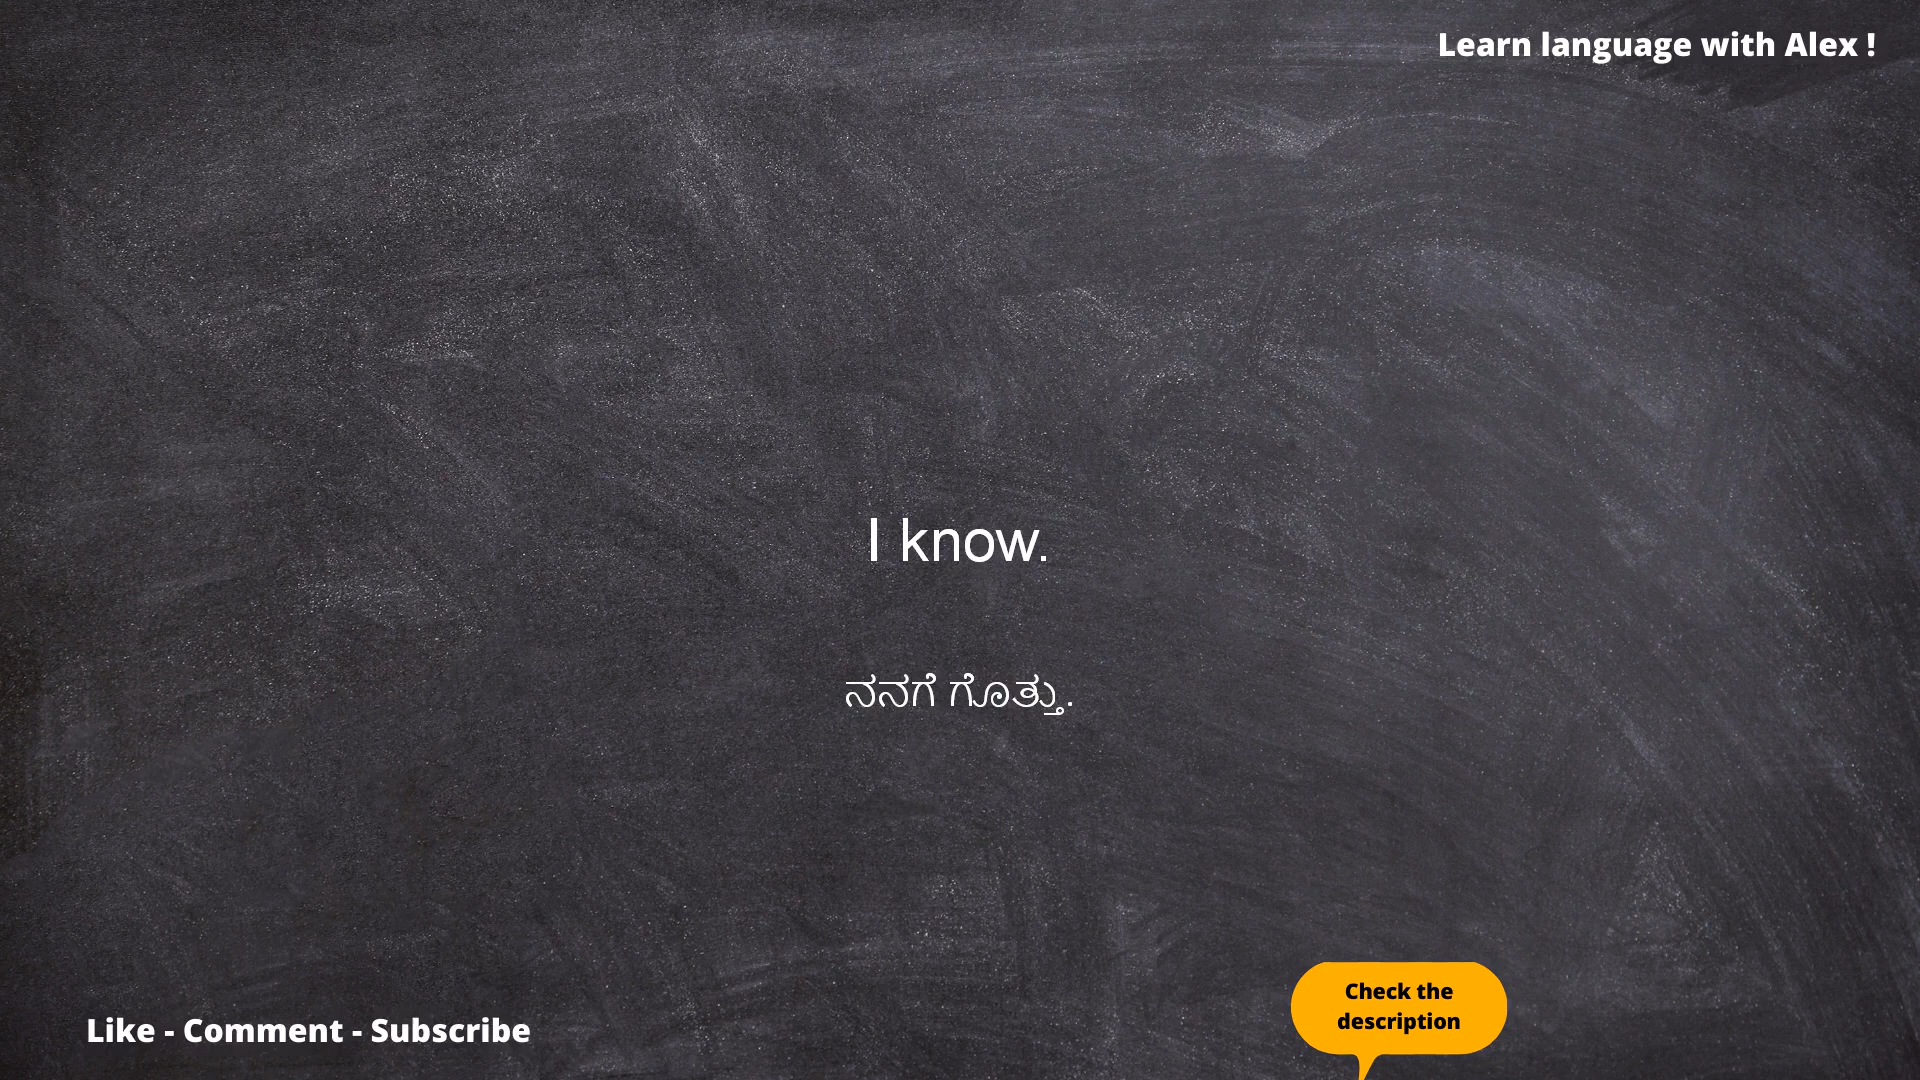 Learn language with Alex !
I know.
ನನಗೆ ಗೊತ್ತು.
Check the
description
Like - Comment - Subscribe